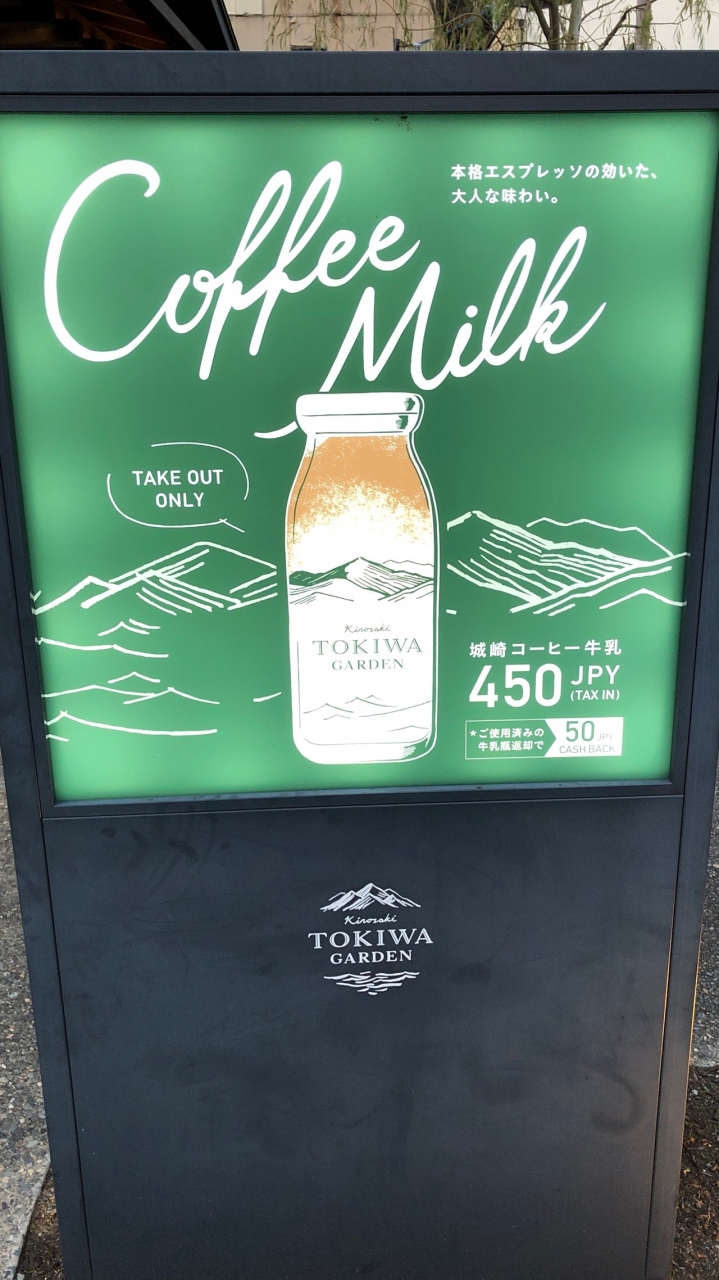 Coffee
Milk
本格エスプレッソの効いた、
大人な味わい。
TAKE OUT
ONLY
Kinosaki
TOKIWA
GARDEN
城崎コーヒー牛乳
450 JPY
(TAX IN)
★ご使用済みの
牛乳瓶返却で
50 JPY
CASH BACK
Kinosaki
TOKIWA
GARDEN